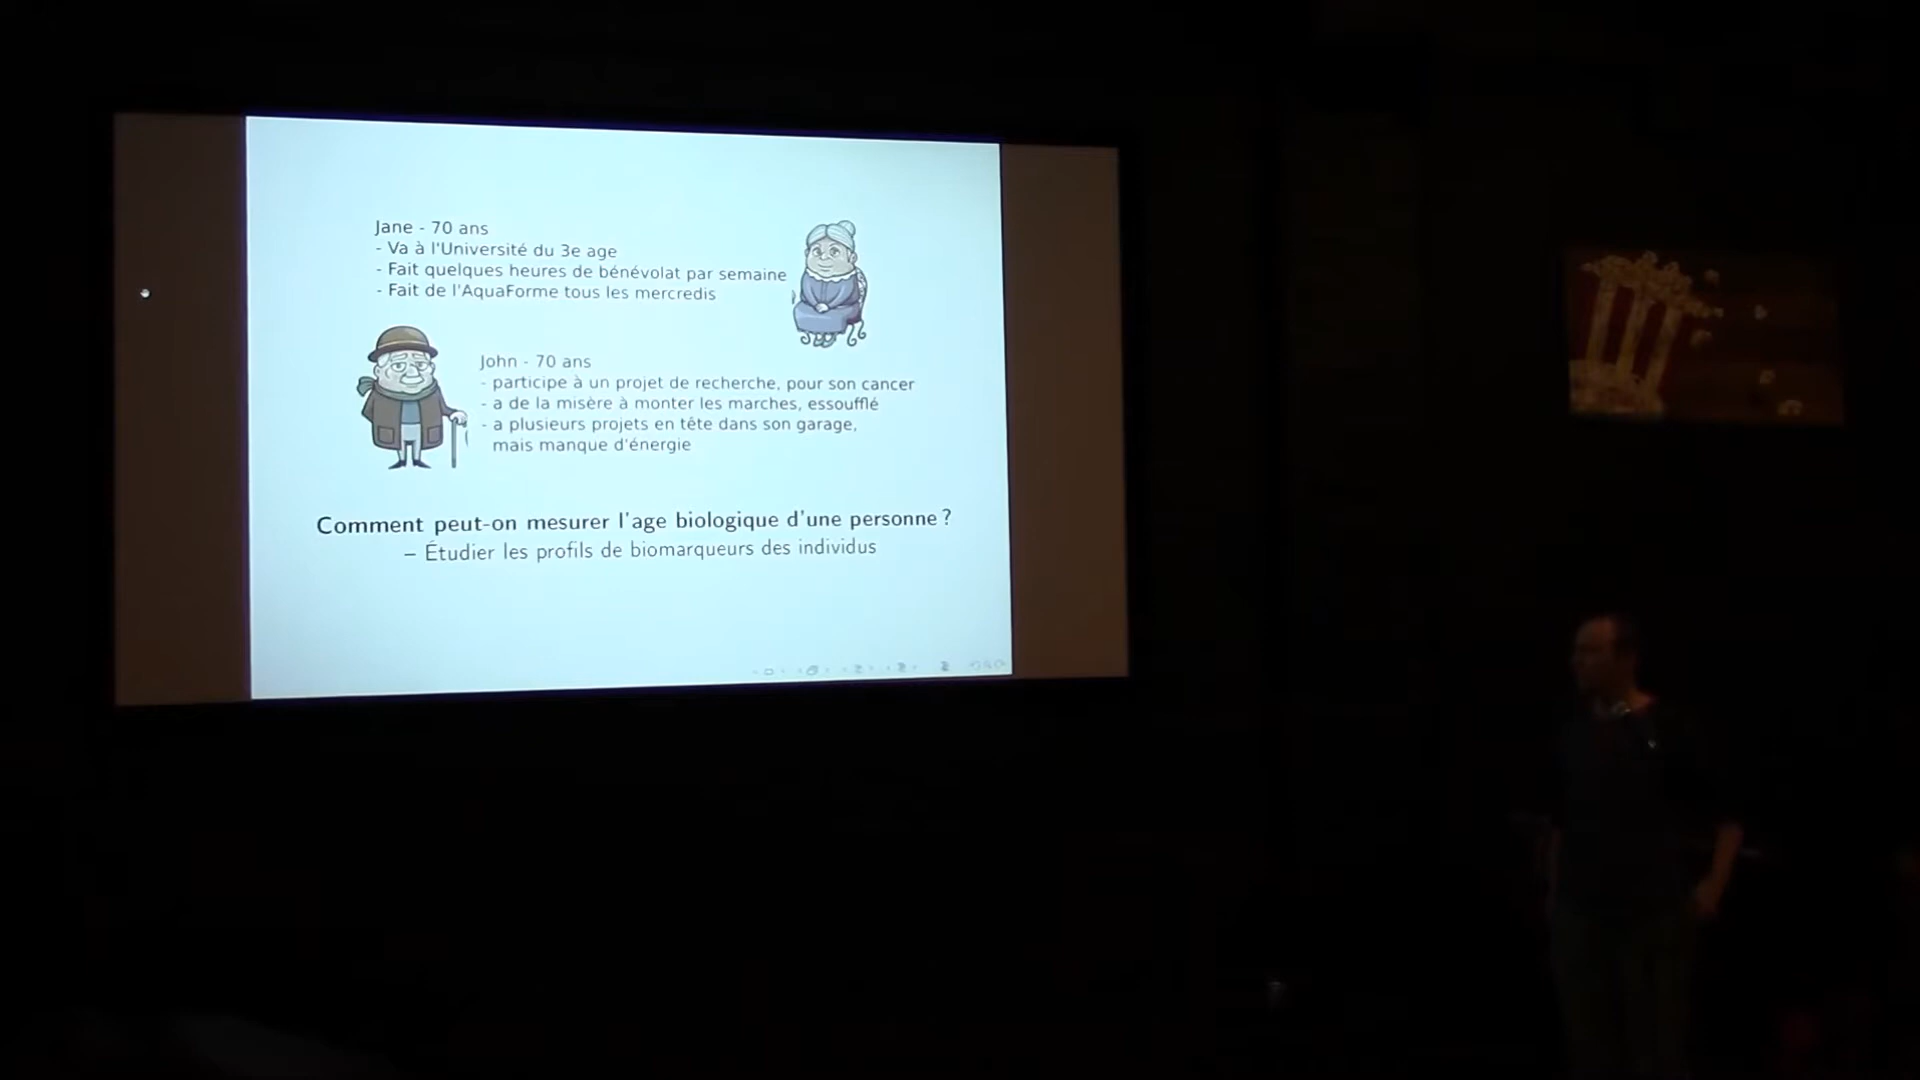 Jane - 70 ans
- Va à l'Université du 3e age
- Fait quelques heures de bénévolat par semaine
- Fait de l'AquaForme tous les mercredis
John - 70 ans
- participe à un projet de recherche, pour son cancer
- a de la misère à monter les marches, essoufflé
- a plusieurs projets en tête dans son garage,
mais manque d'énergie
Comment peut-on mesurer l'age biologique d'une personne ?
– Étudier les profils de biomarqueurs des individus